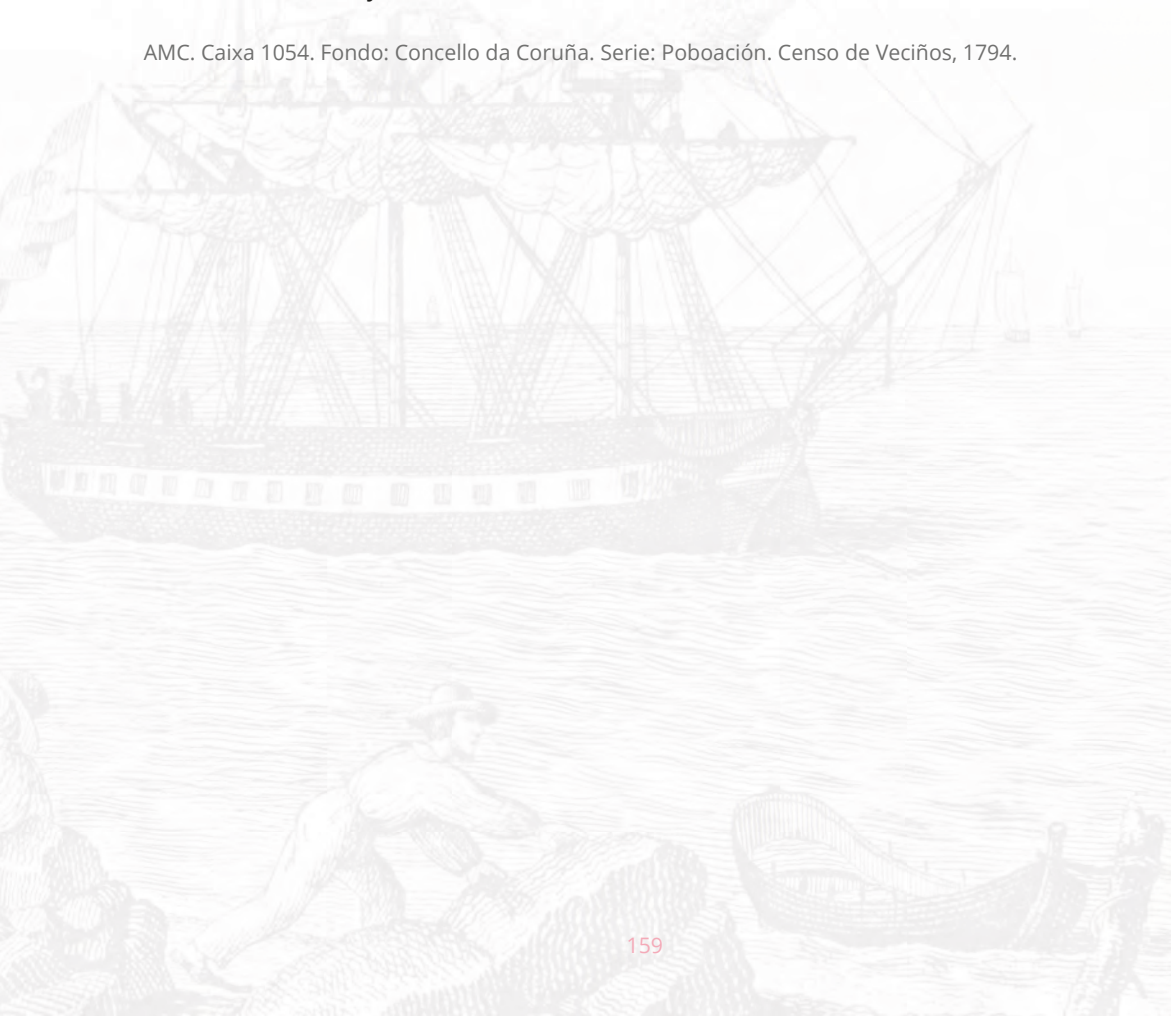 AMC. Caixa 1054. Fondo: Concello da Coruña. Serie: Poboación. Censo de Veciños, 1794.
159